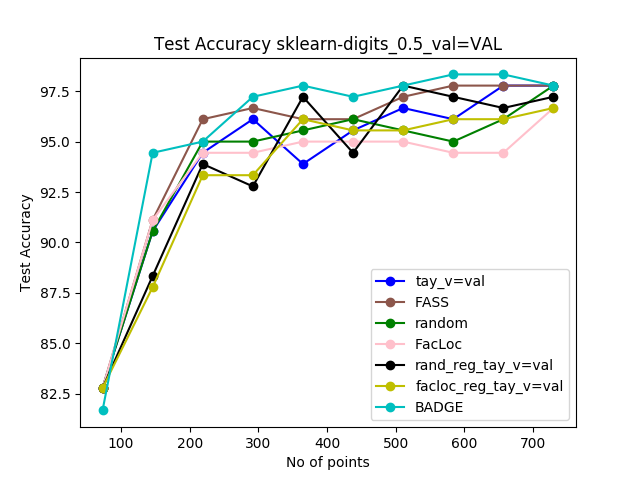 Test Accuracy sklearn-digits_0.5_val=VAL
Test Accuracy
97.5
95.0
92.5
90.0
87.5
85.0
82.5
tay_v=val
FASS
random
FacLoc
rand_reg_tay_v=val
facloc_reg_tay_v=val
BADGE
100 200 300 400 500 600 700
No of points